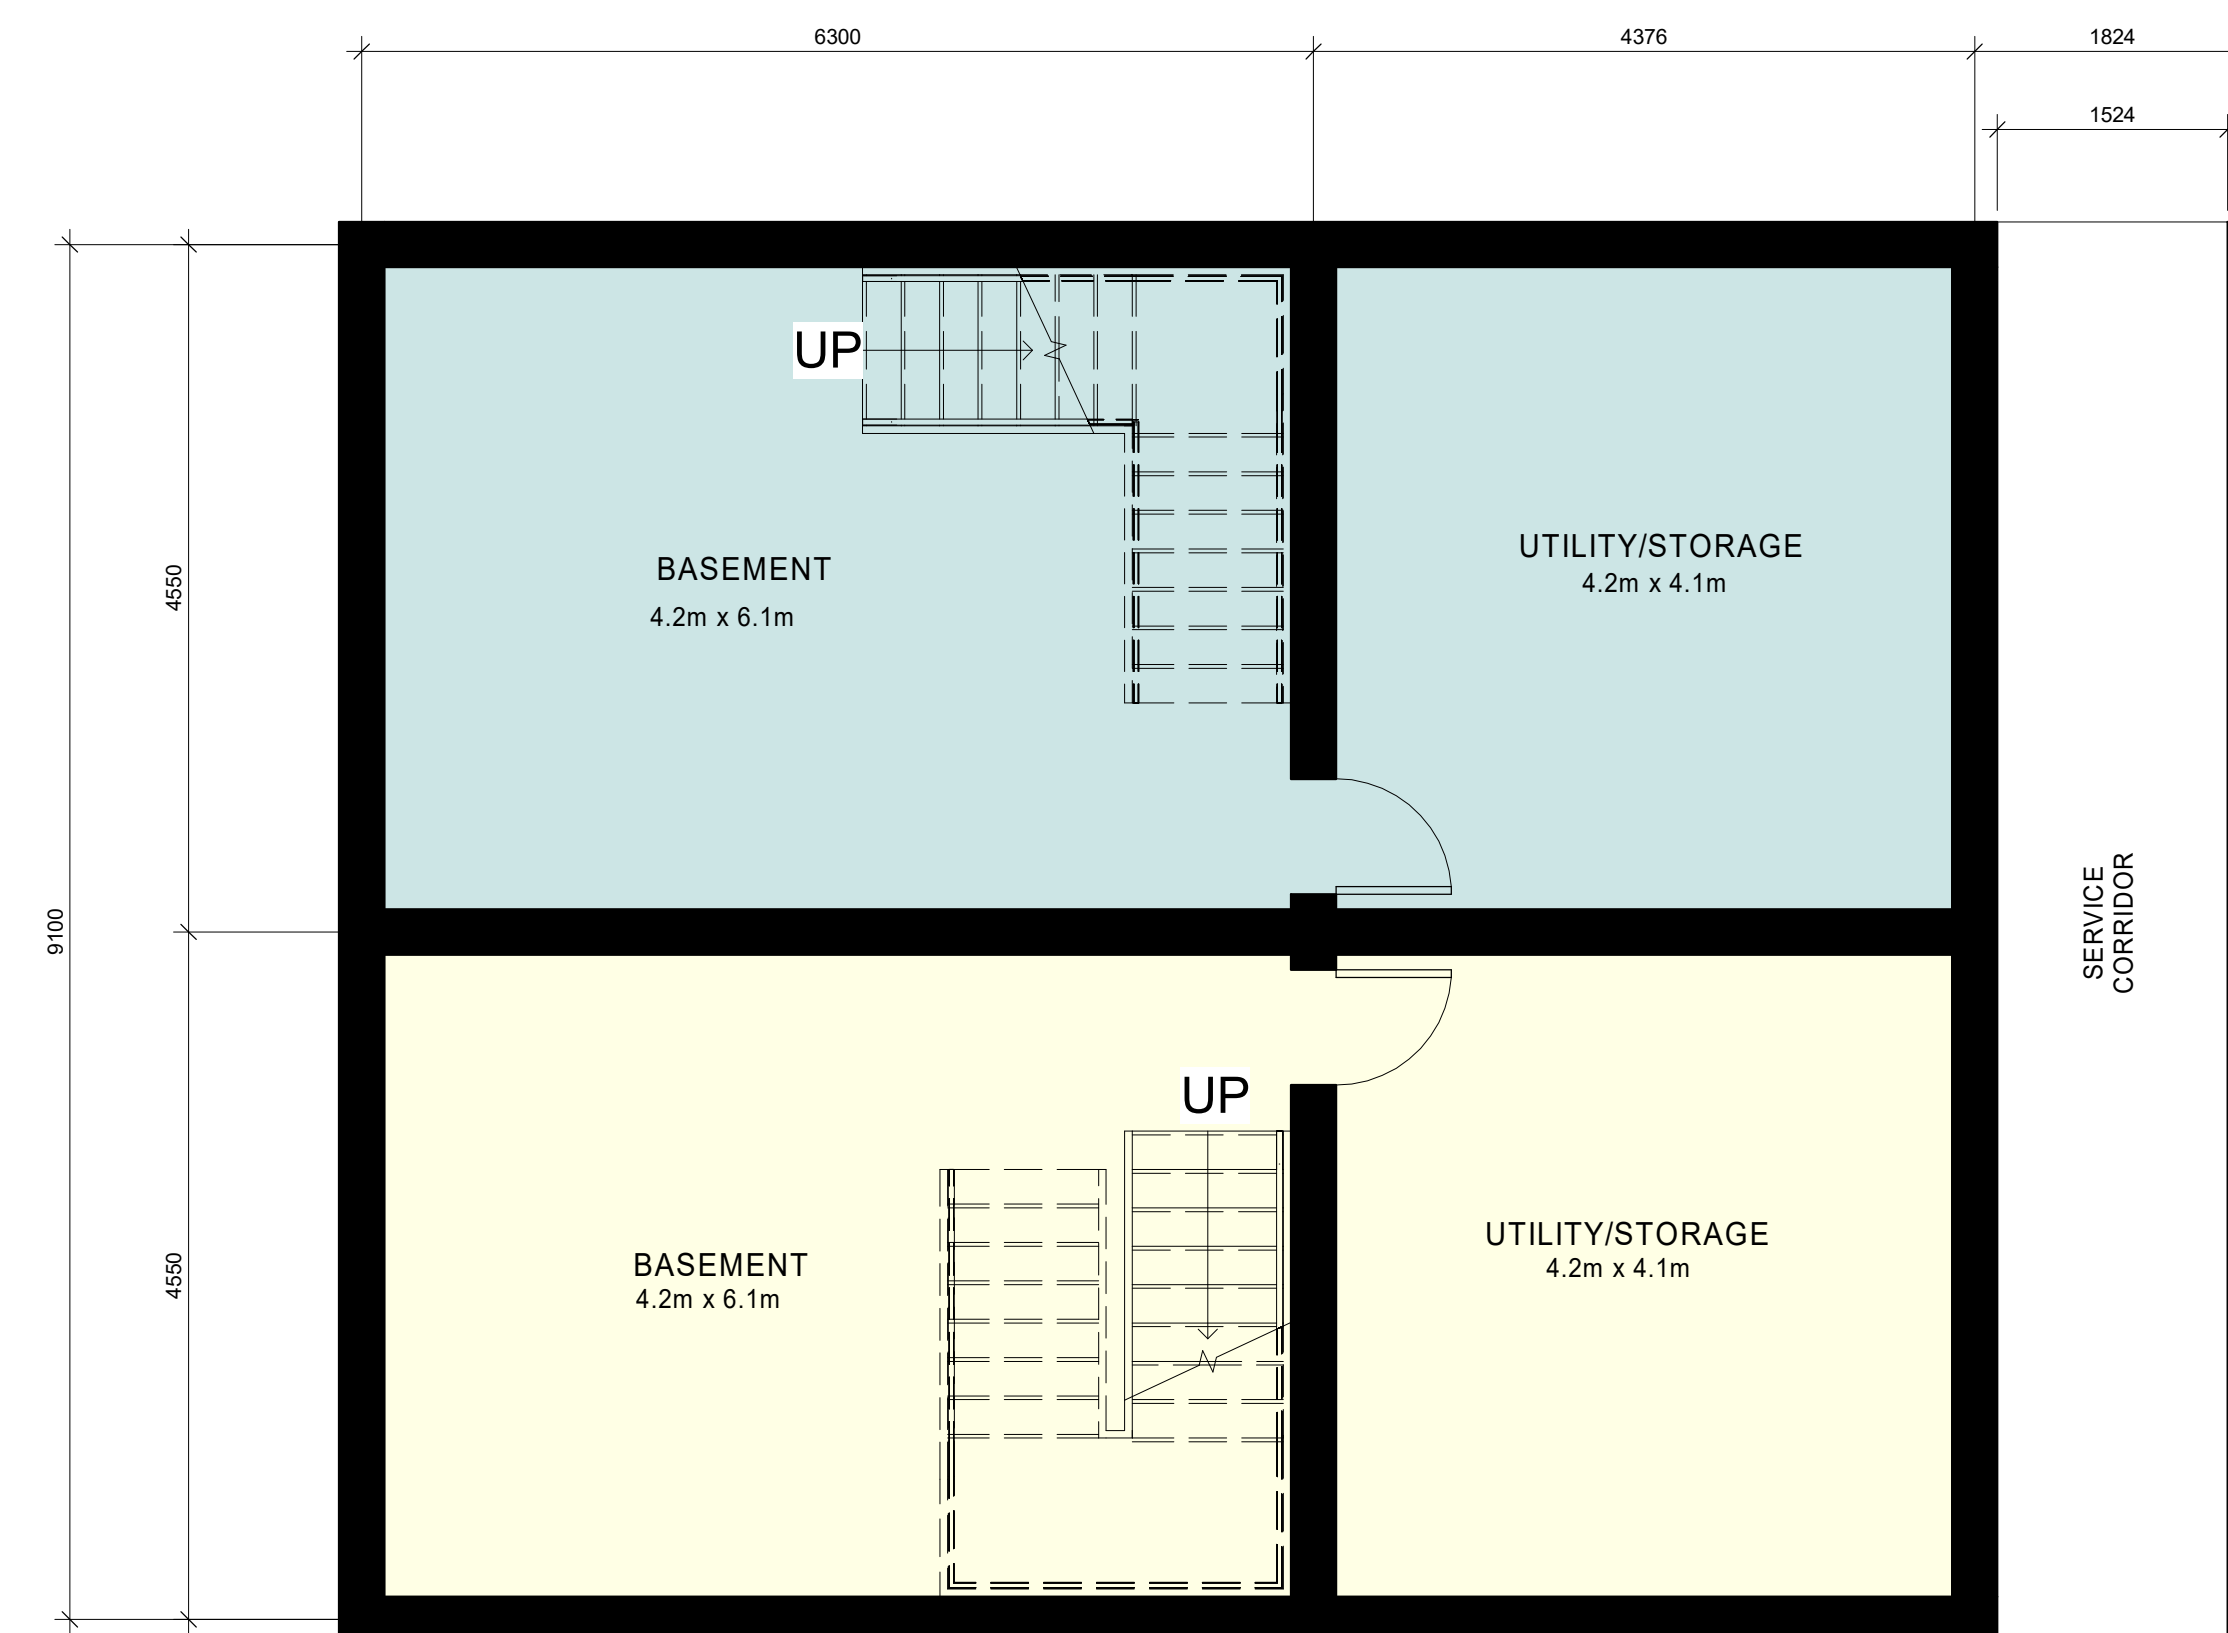 6300
4376
1824
1524
UP
UTILITY/STORAGE
4.2m x 4.1m
BASEMENT
4.2m x 6.1m
4550
9100
SERVICE
CORRIDOR
UP
UTILITY/STORAGE
4.2m x 4.1m
BASEMENT
4.2m x 6.1m
4550